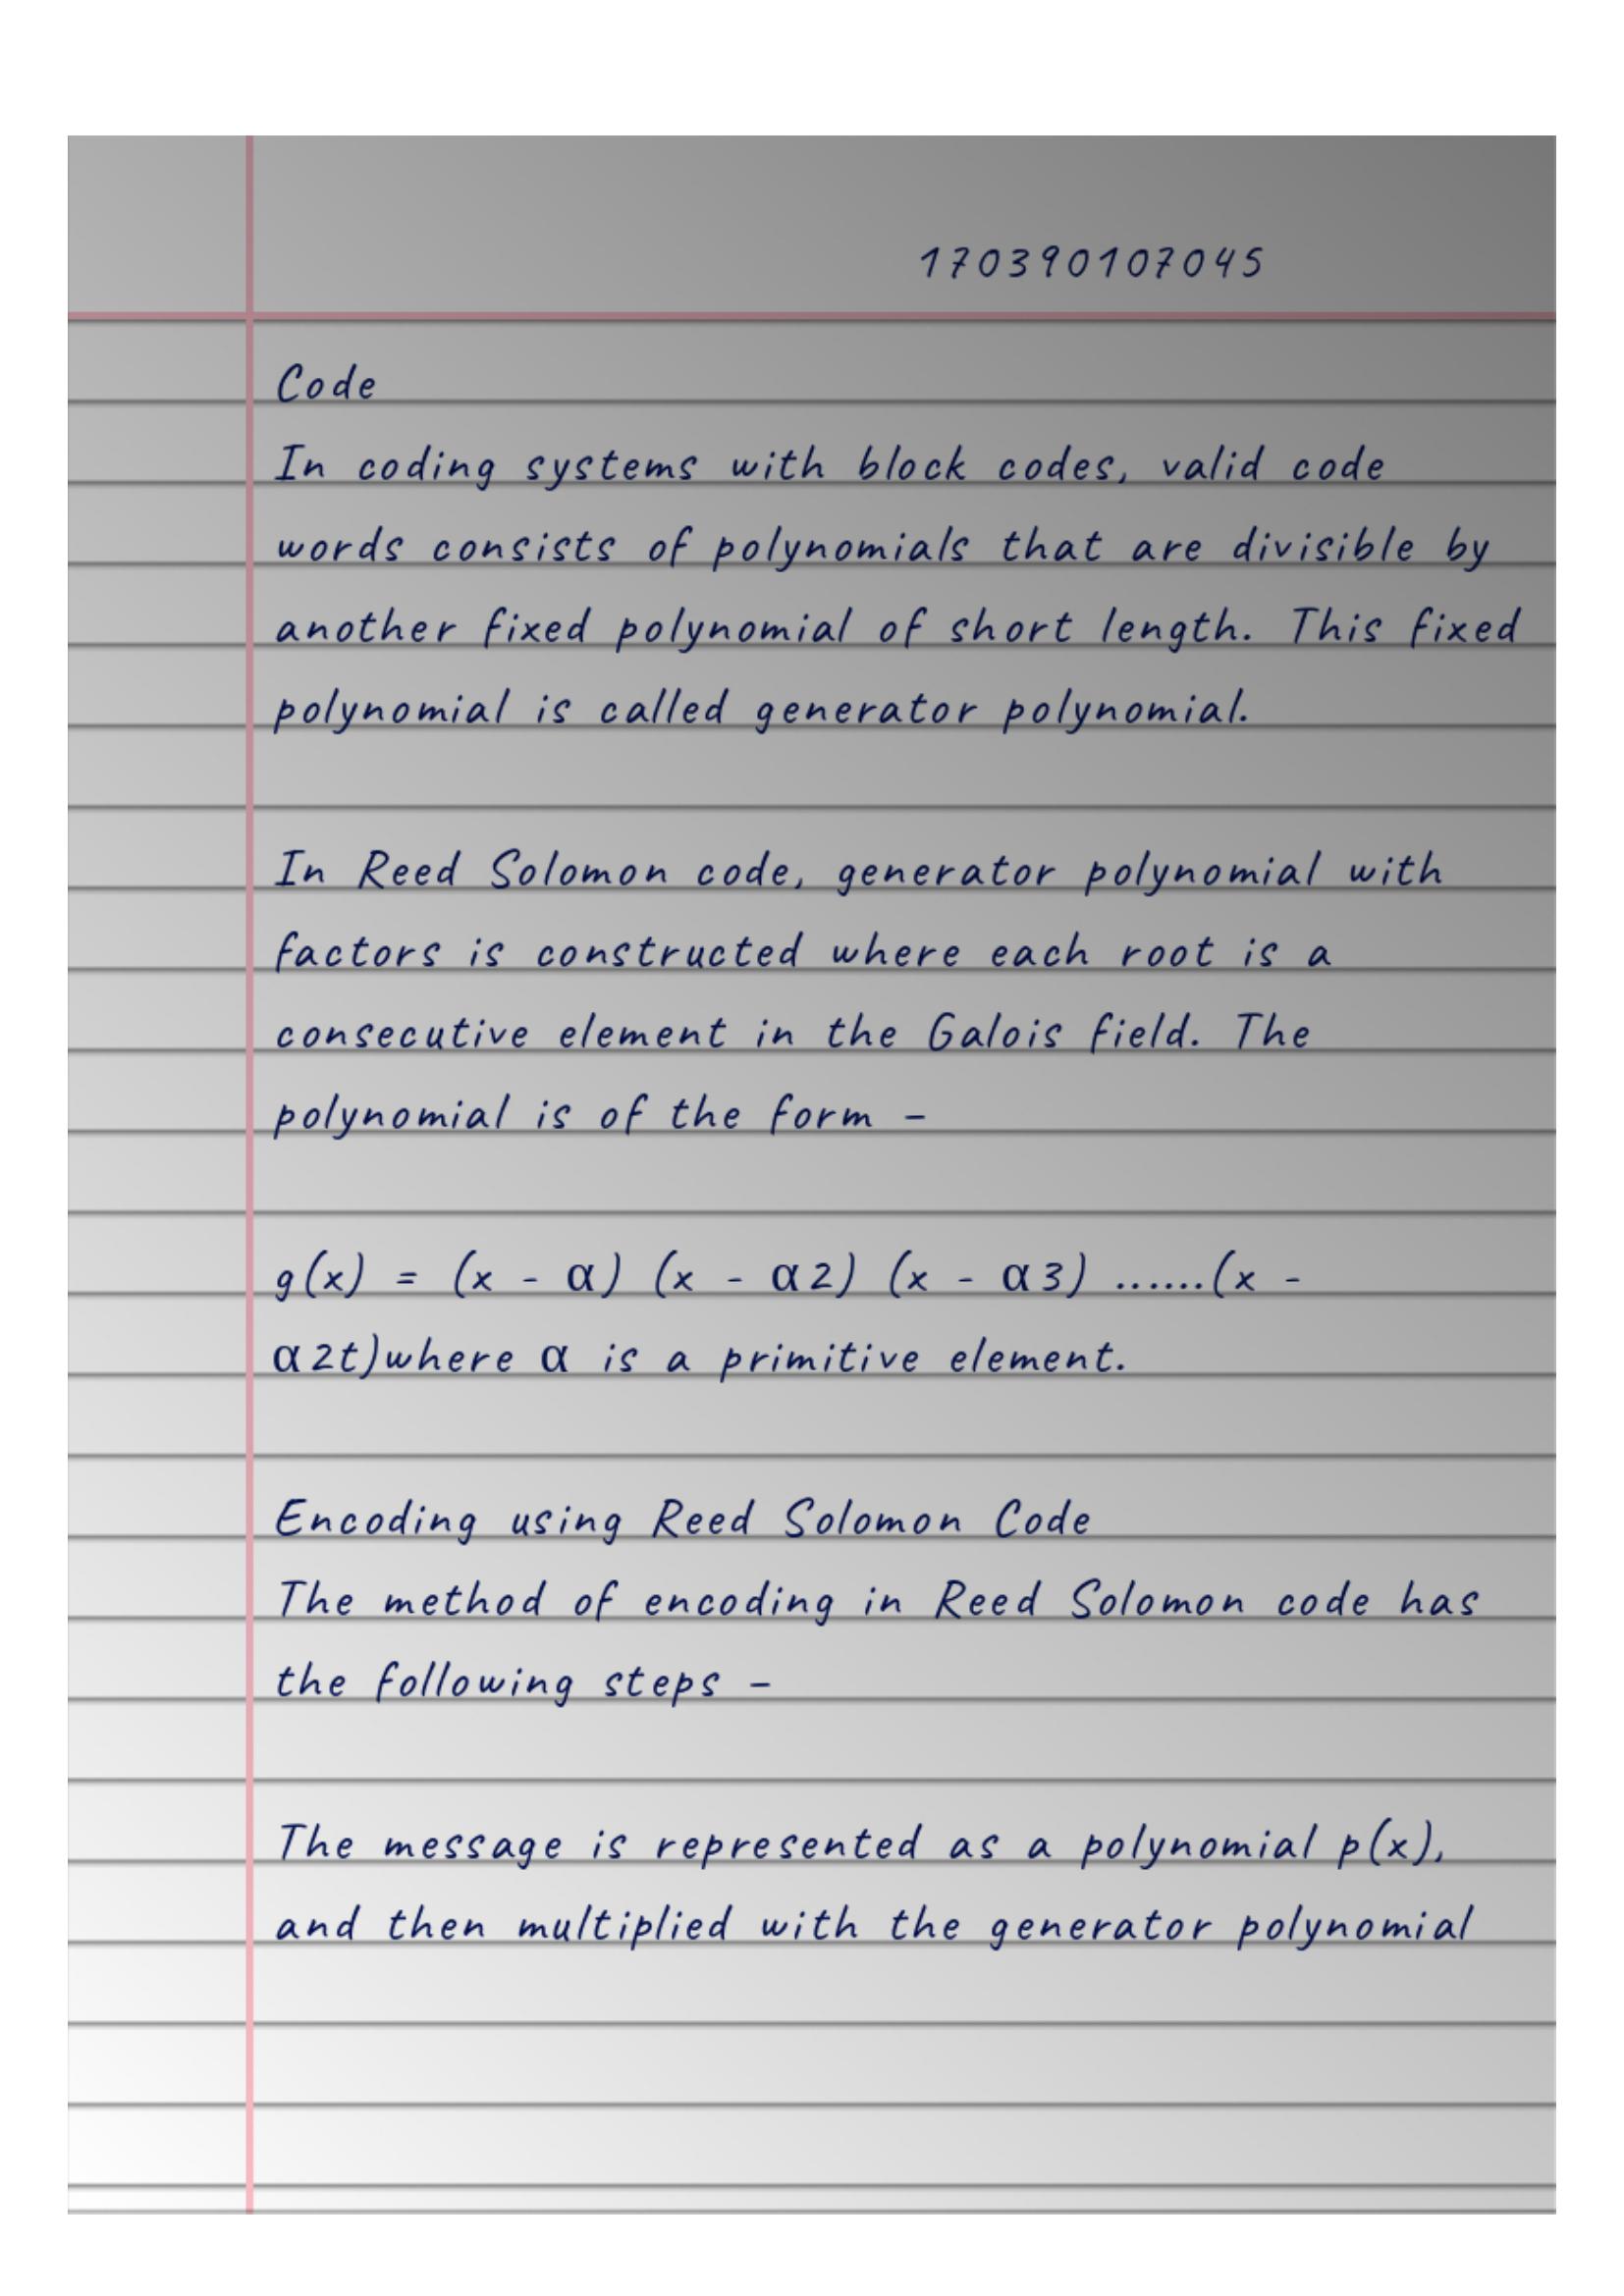 170390107045
Code
In coding systems with block codes, valid code
words consists of polynomials that are divisible by
another fixed polynomial of short length. This fixed
polynomial is called generator polynomial.
In Reed Solomon code, generator polynomial with
factors is constructed where each root is a
consecutive element in the Galois field. The
polynomial is of the form –
g(x) = (x - α) (x - α2) (x - α3) ......(x -
α2t)where α is a primitive element.
Encoding using Reed Solomon Code
The method of encoding in Reed Solomon code has
the following steps –
The message is represented as a polynomial p(x),
and then multiplied with the generator polynomial